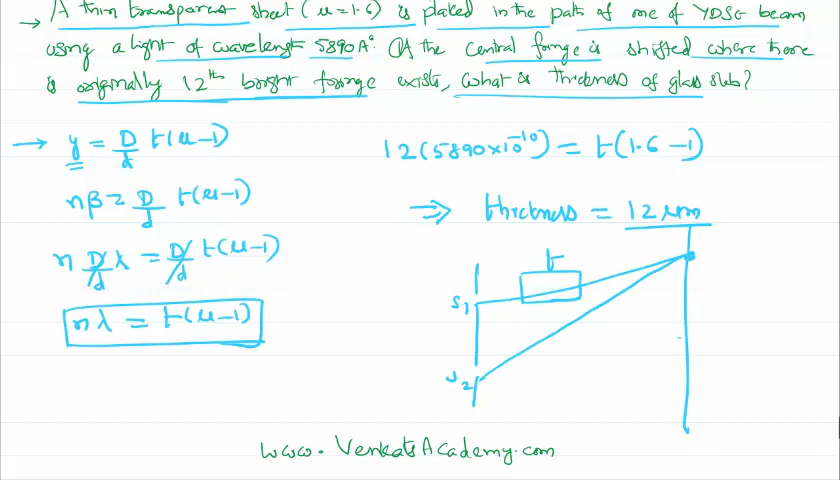 → A thin transparent sheet (μ=1.6) is placed in the path of one of YDSE beam
using a light of wavelength 5890A°. If the central fringe is shifted where there
is originally 12th bright fringe exists, What is thickness of glass slab?
→ y = D/d t(μ-1)
nβ = D/d t(μ-1)
n D/d λ = D/d t(μ-1)
nλ = t(μ-1)
12(5890×10^-10) = t(1.6-1)
⇒ thickness = 12 μm
t
S1
S2
www.VenkatsAcademy.com